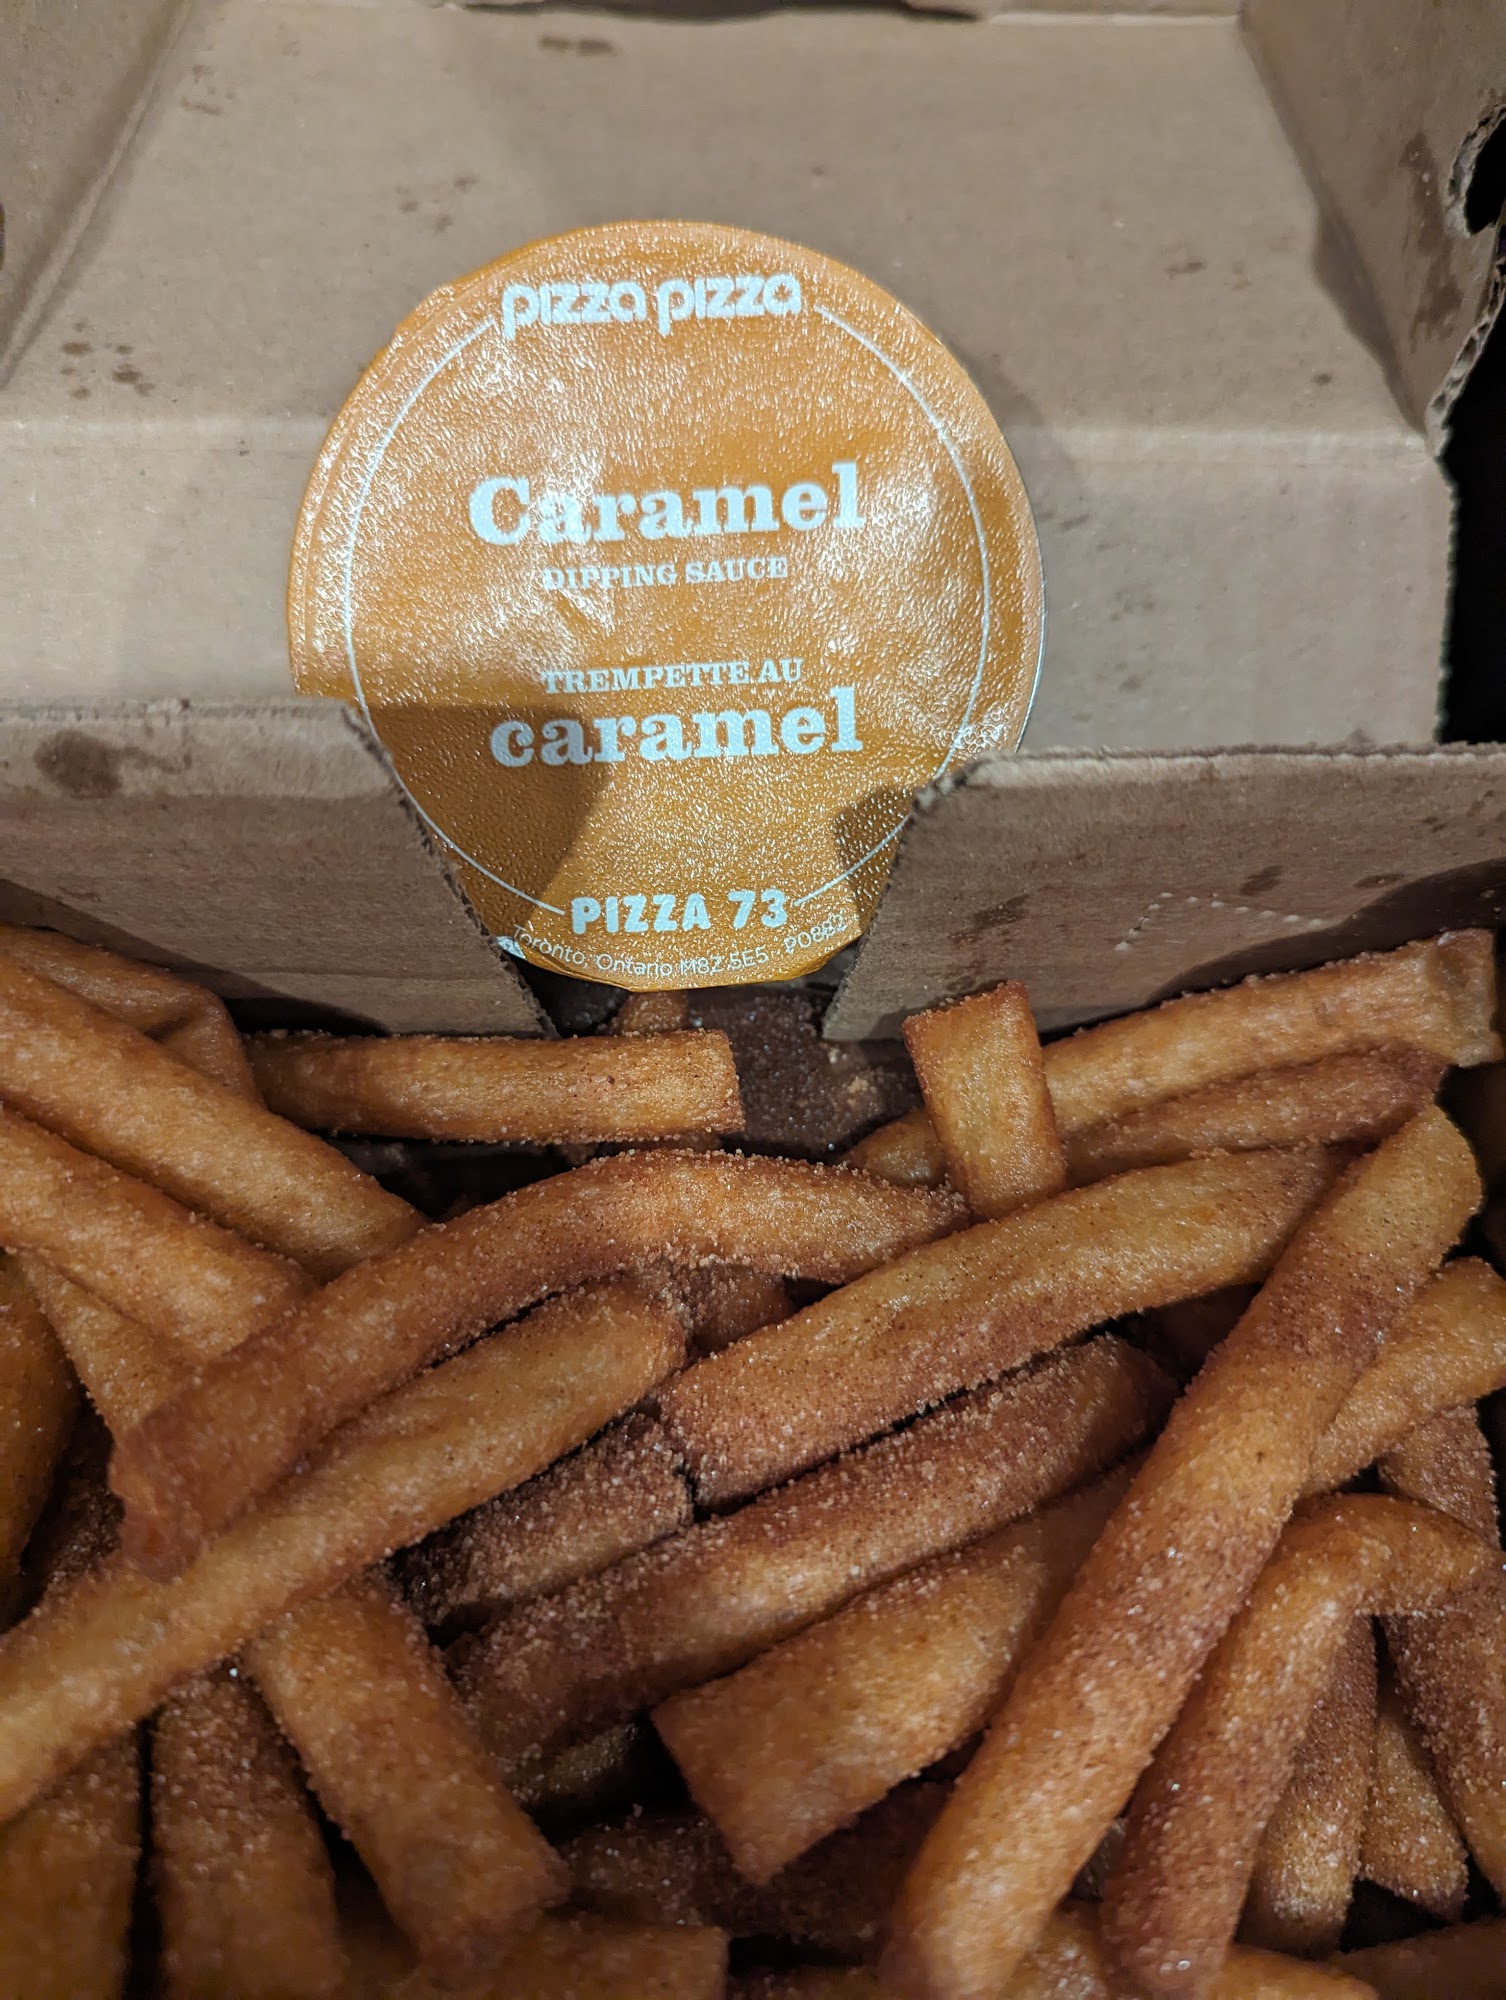 pizza pizza
Caramel
DIPPING SAUCE
TREMPETTE AU
caramel
PIZZA 73
Toronto, Ontario M8Z 5E5